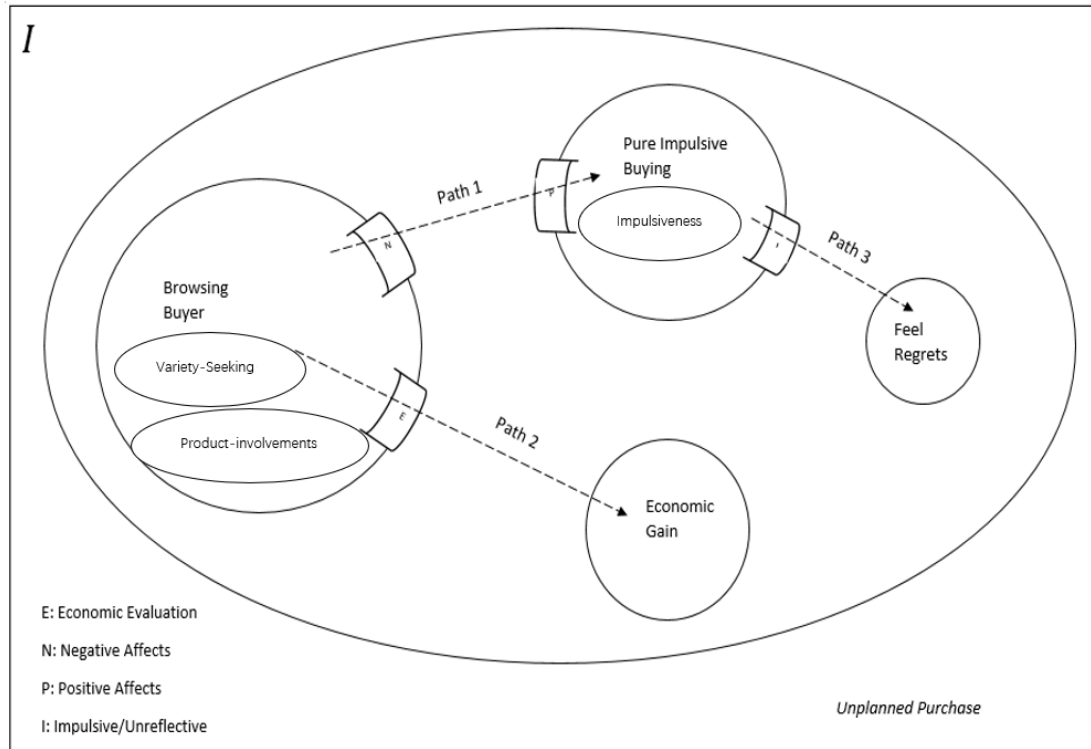 I
Pure Impulsive
Buying
Impulsiveness
Path 1
P
N
I
Path 3
Browsing
Buyer
Variety-Seeking
Product-involvements
E
Path 2
Feel
Regrets
Economic
Gain
E: Economic Evaluation
N: Negative Affects
P: Positive Affects
I: Impulsive/Unreflective
Unplanned Purchase